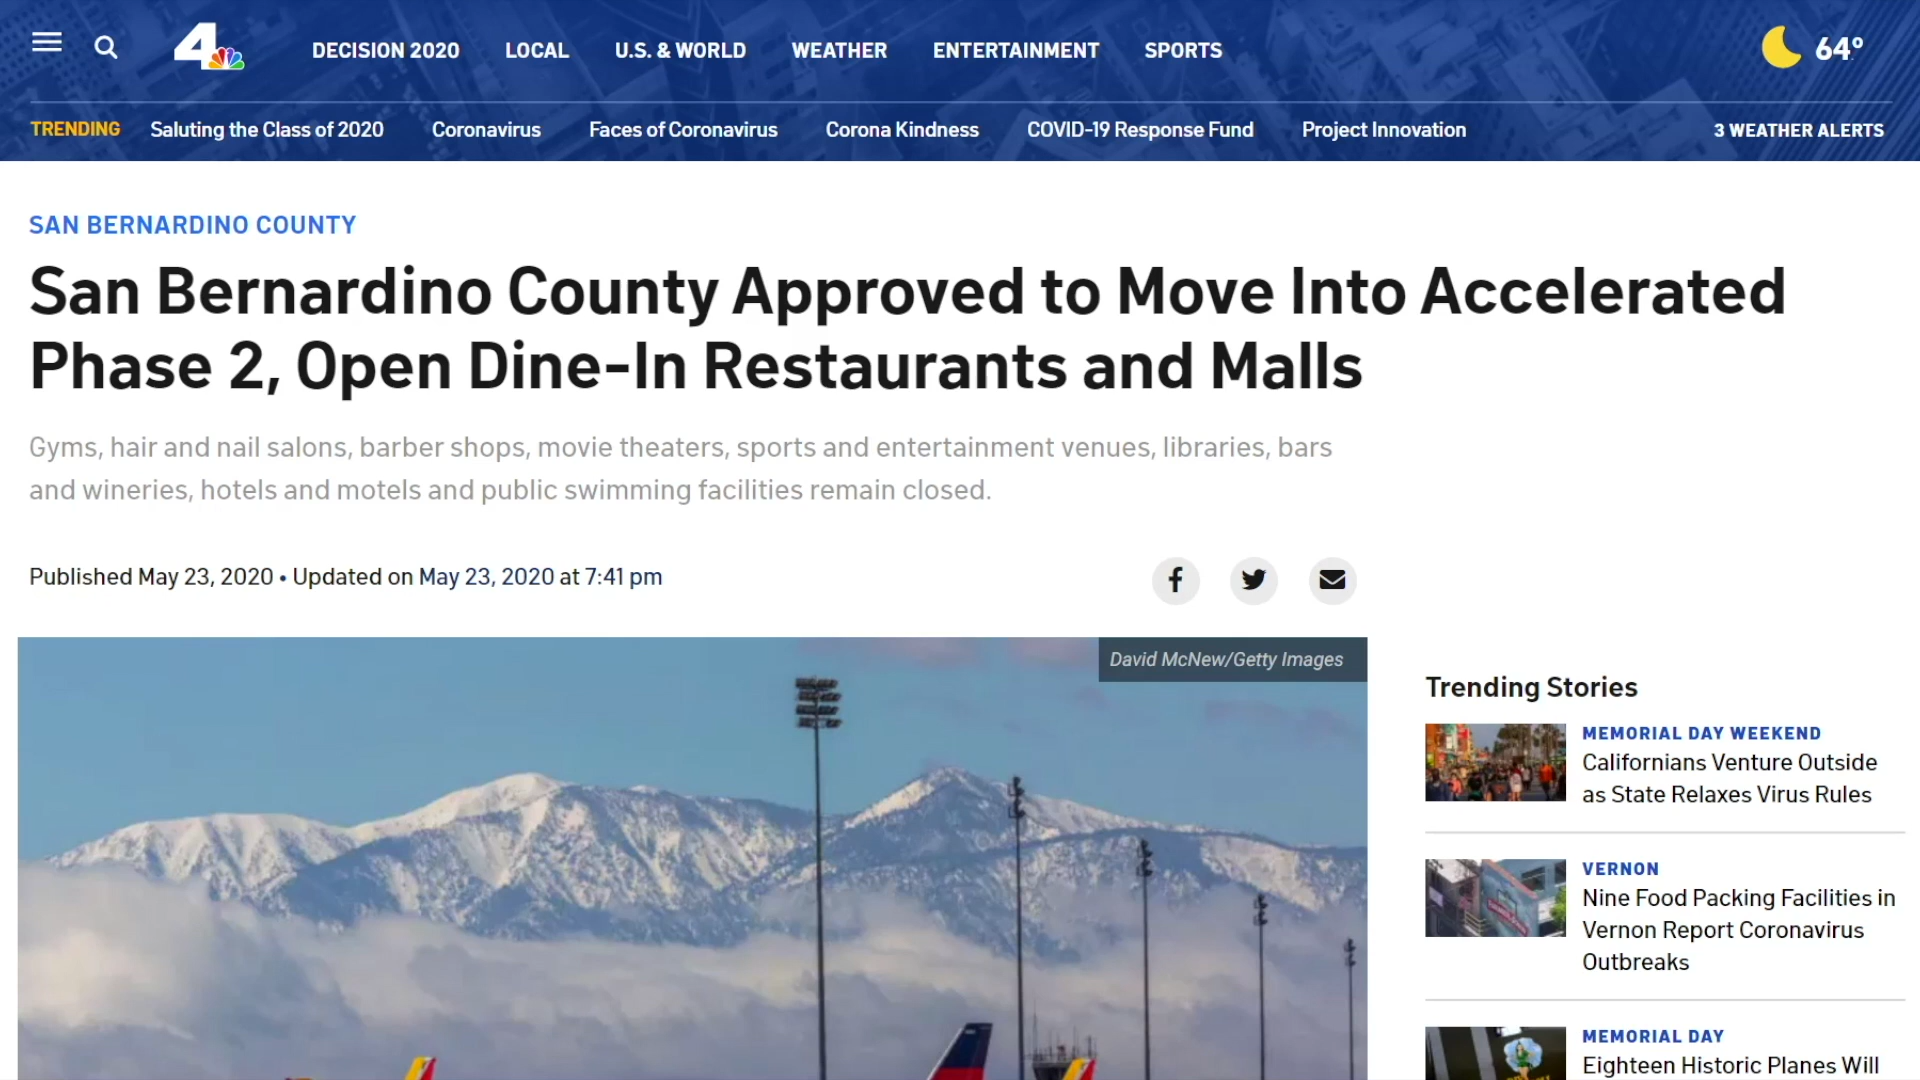 4
DECISION 2020
LOCAL
U.S. & WORLD
WEATHER
ENTERTAINMENT
SPORTS
64º
TRENDING
Saluting the Class of 2020
Coronavirus
Faces of Coronavirus
Corona Kindness
COVID-19 Response Fund
Project Innovation
3 WEATHER ALERTS
SAN BERNARDINO COUNTY
San Bernardino County Approved to Move Into Accelerated
Phase 2, Open Dine-In Restaurants and Malls
Gyms, hair and nail salons, barber shops, movie theaters, sports and entertainment venues, libraries, bars
and wineries, hotels and motels and public swimming facilities remain closed.
Published May 23, 2020 • Updated on May 23, 2020 at 7:41 pm
David McNew/Getty Images
Trending Stories
MEMORIAL DAY WEEKEND
Californians Venture Outside
as State Relaxes Virus Rules
VERNON
Nine Food Packing Facilities in
Vernon Report Coronavirus
Outbreaks
MEMORIAL DAY
Eighteen Historic Planes Will